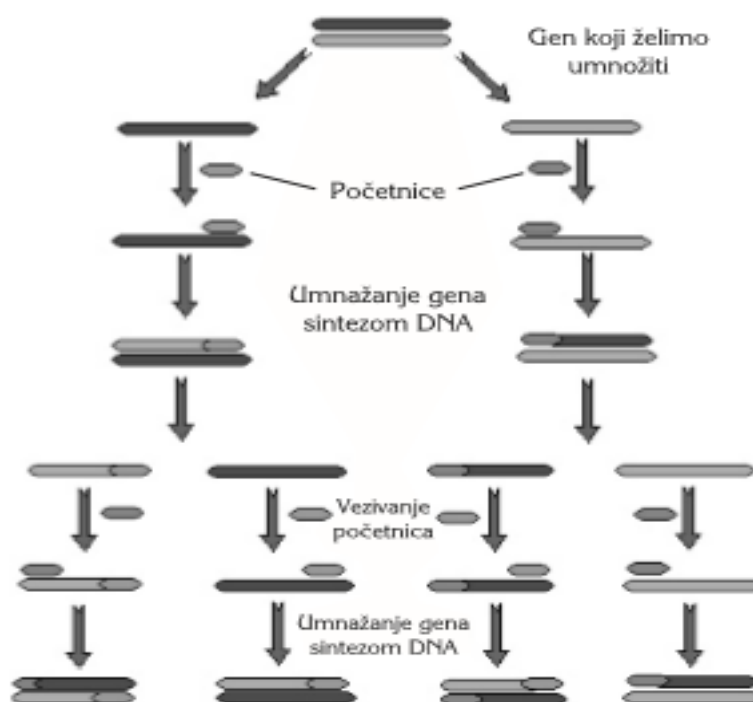 Gen koji želimo
umnožiti
Početnice
Umnažanje gena
sintezom DNA
Vezivanje
početnica
Umnažanje gena
sintezom DNA